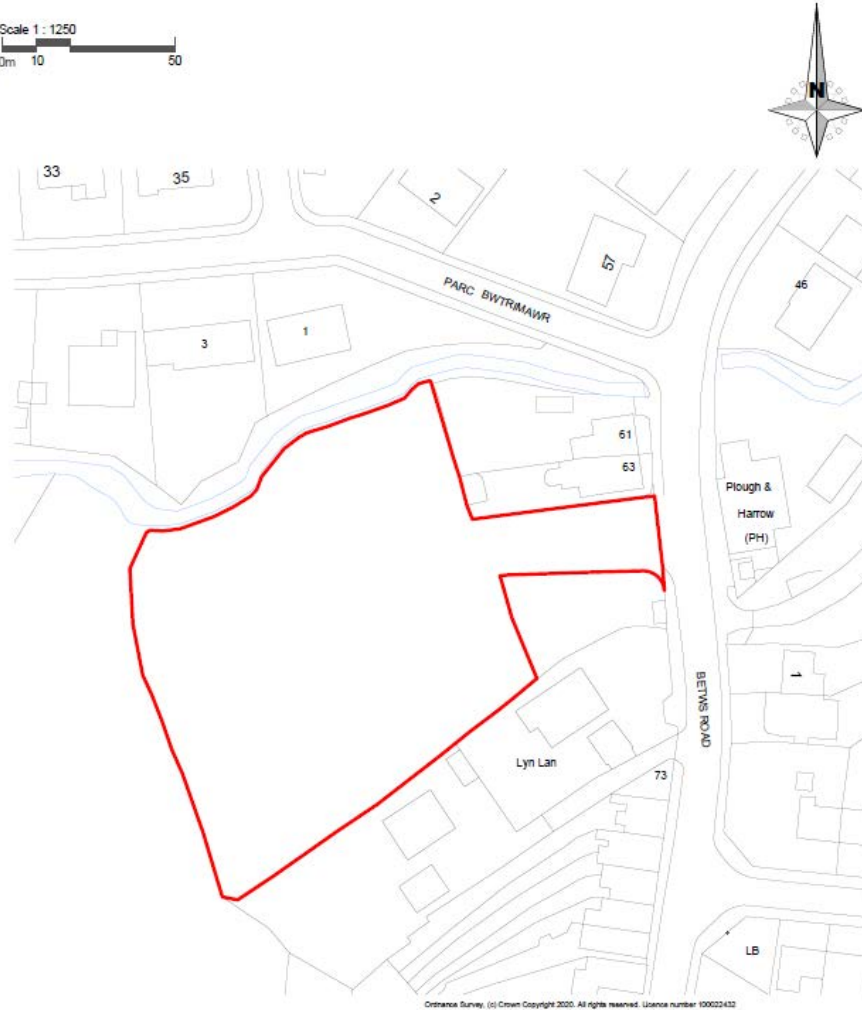 Scale 1 : 1250
0m 10 50
N
33
35
2
57
46
PARC BWTRIMAWR
3
1
61
63
Plough &
Harrow
(PH)
1
BETWS ROAD
Lyn Lan
73
LB
Ordnance Survey, (c) Crown Copyright 2020. All rights reserved. Licence number 100022432